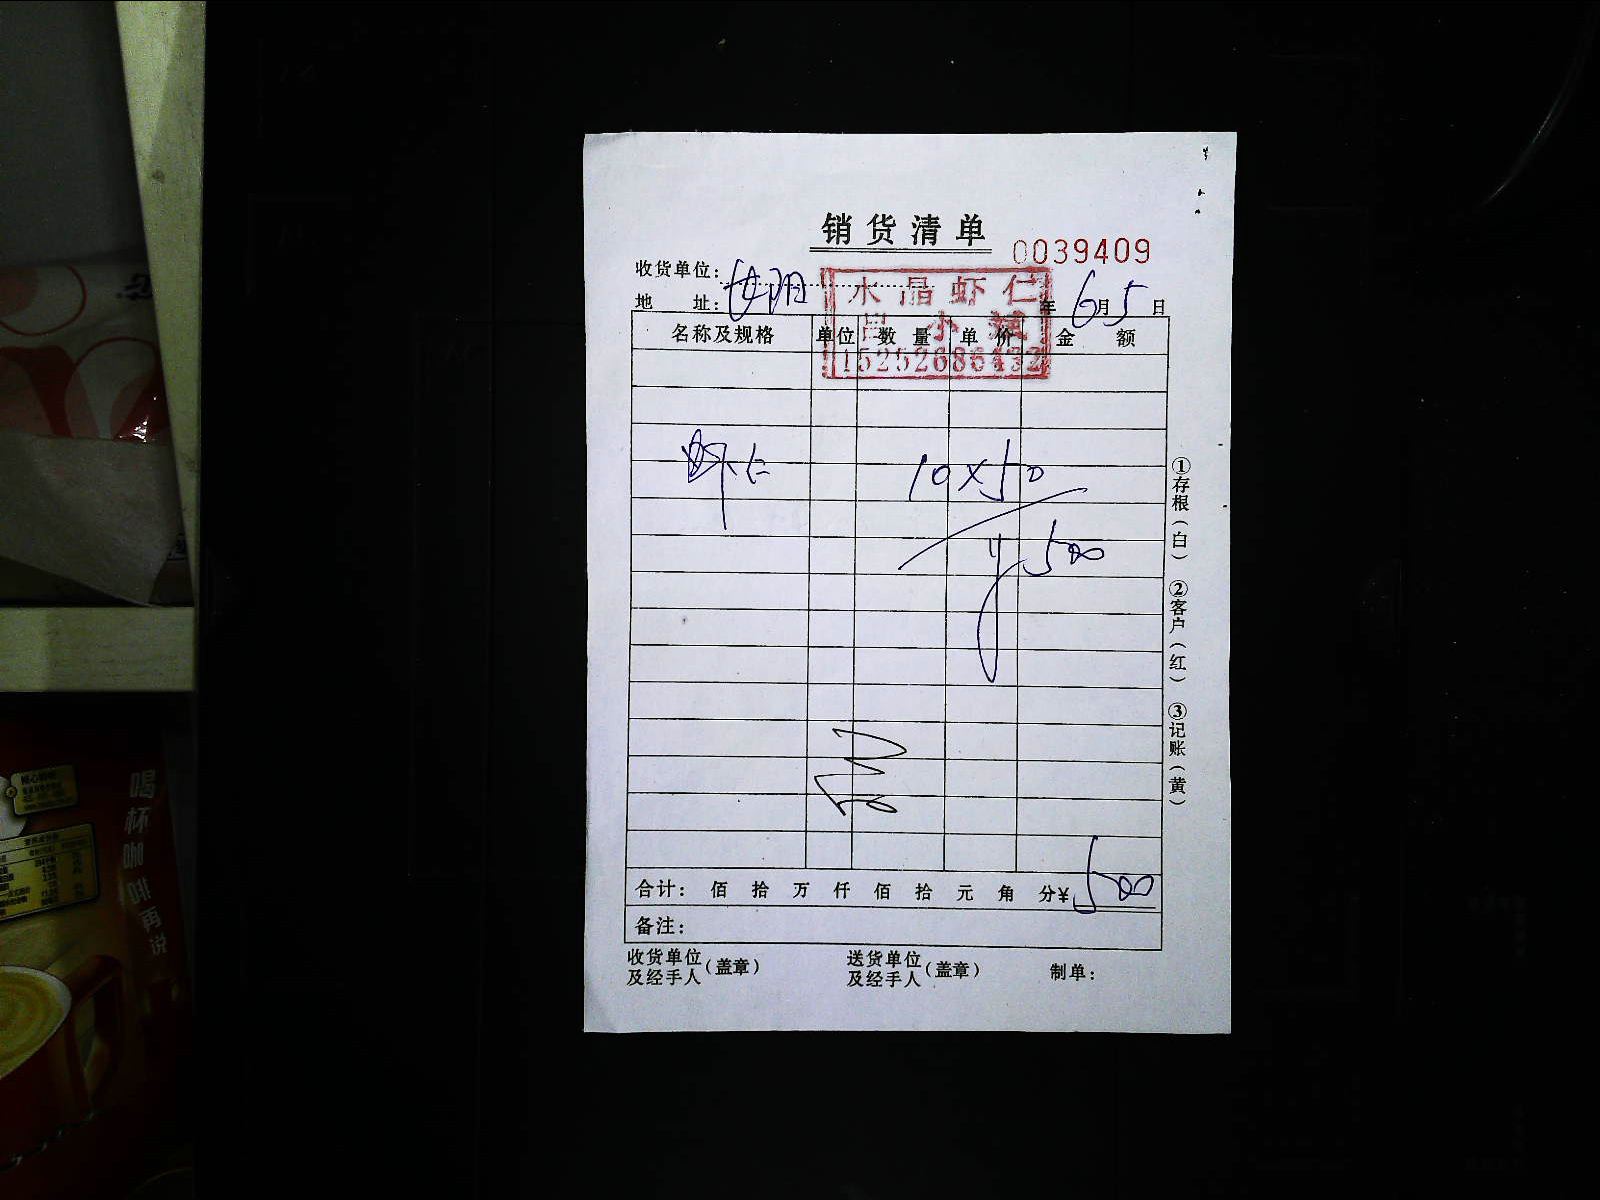 销货清单
0039409
收货单位：
地 址： 年 6月5日
水晶虾仁
小斌
15252686432
名称及规格 单位 数量 单价 金额
虾仁 10×50
¥500
合计： 佰 拾 万 仟 佰 拾 元 角 分¥ 500
备注：
收货单位及经手人（盖章） 送货单位及经手人（盖章） 制单：
①存根（白） ②客户（红） ③记账（黄）
喝杯咖啡再说